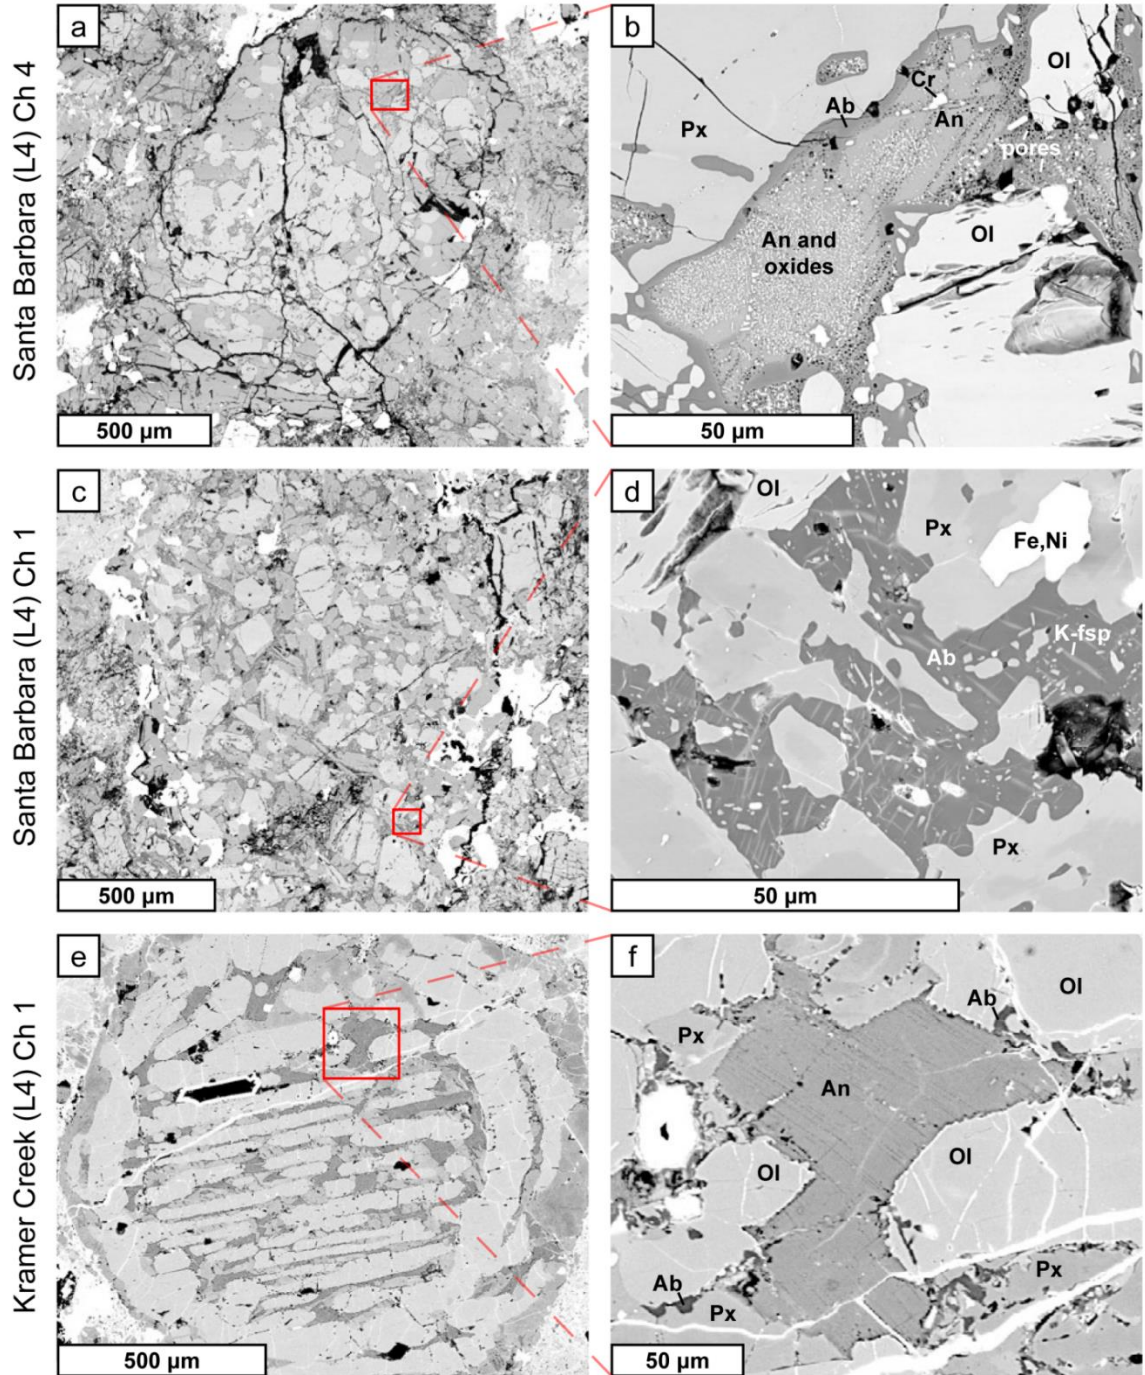 Santa Barbara (L4) Ch 4
a
500 µm
b
Ol
Cr
Ab
An
Px
pores
An and
oxides
Ol
50 µm
Santa Barbara (L4) Ch 1
c
500 µm
d
Ol
Px
Fe,Ni
K-fsp
Ab
Px
50 µm
Kramer Creek (L4) Ch 1
e
500 µm
f
Ab
Ol
Px
An
Ol
Ol
Px
Ab
Px
50 µm